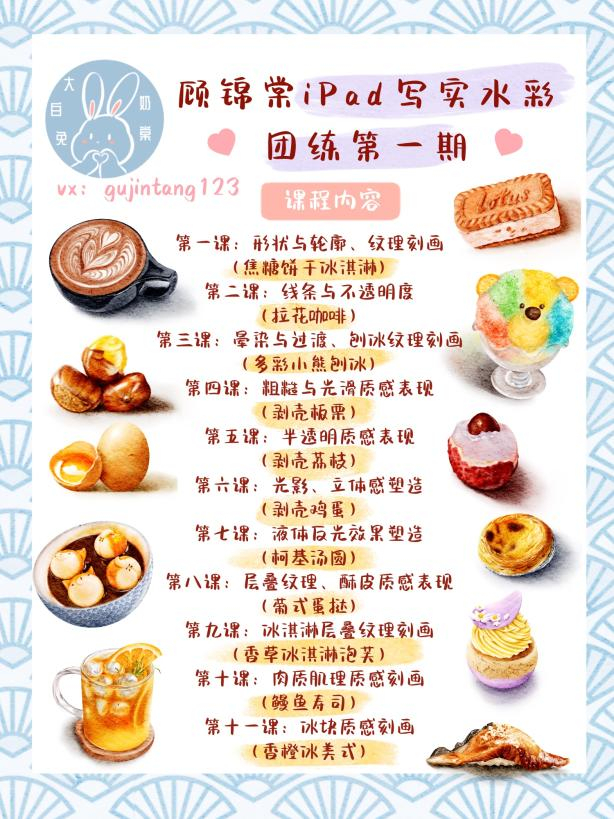 大白兔
奶棠
顾锦棠iPad写实水彩
团练第一期
vx: gujintang123
课程内容
lotus
第一课：形状与轮廓、纹理刻画
(焦糖饼干冰淇淋)
第二课：线条与不透明度
(拉花咖啡)
第三课：晕染与过渡、刨冰纹理刻画
(多彩小熊刨冰)
第四课：粗糙与光滑质感表现
(剥壳板栗)
第五课：半透明质感表现
(剥壳荔枝)
第六课：光影、立体感塑造
(剥壳鸡蛋)
第七课：液体反光效果塑造
(柯基汤圆)
第八课：层叠纹理、酥皮质感表现
(葡式蛋挞)
第九课：冰淇淋层叠纹理刻画
(香草冰淇淋泡芙)
第十课：肉质肌理质感刻画
(鳗鱼寿司)
第十一课：冰块质感刻画
(香橙冰美式)